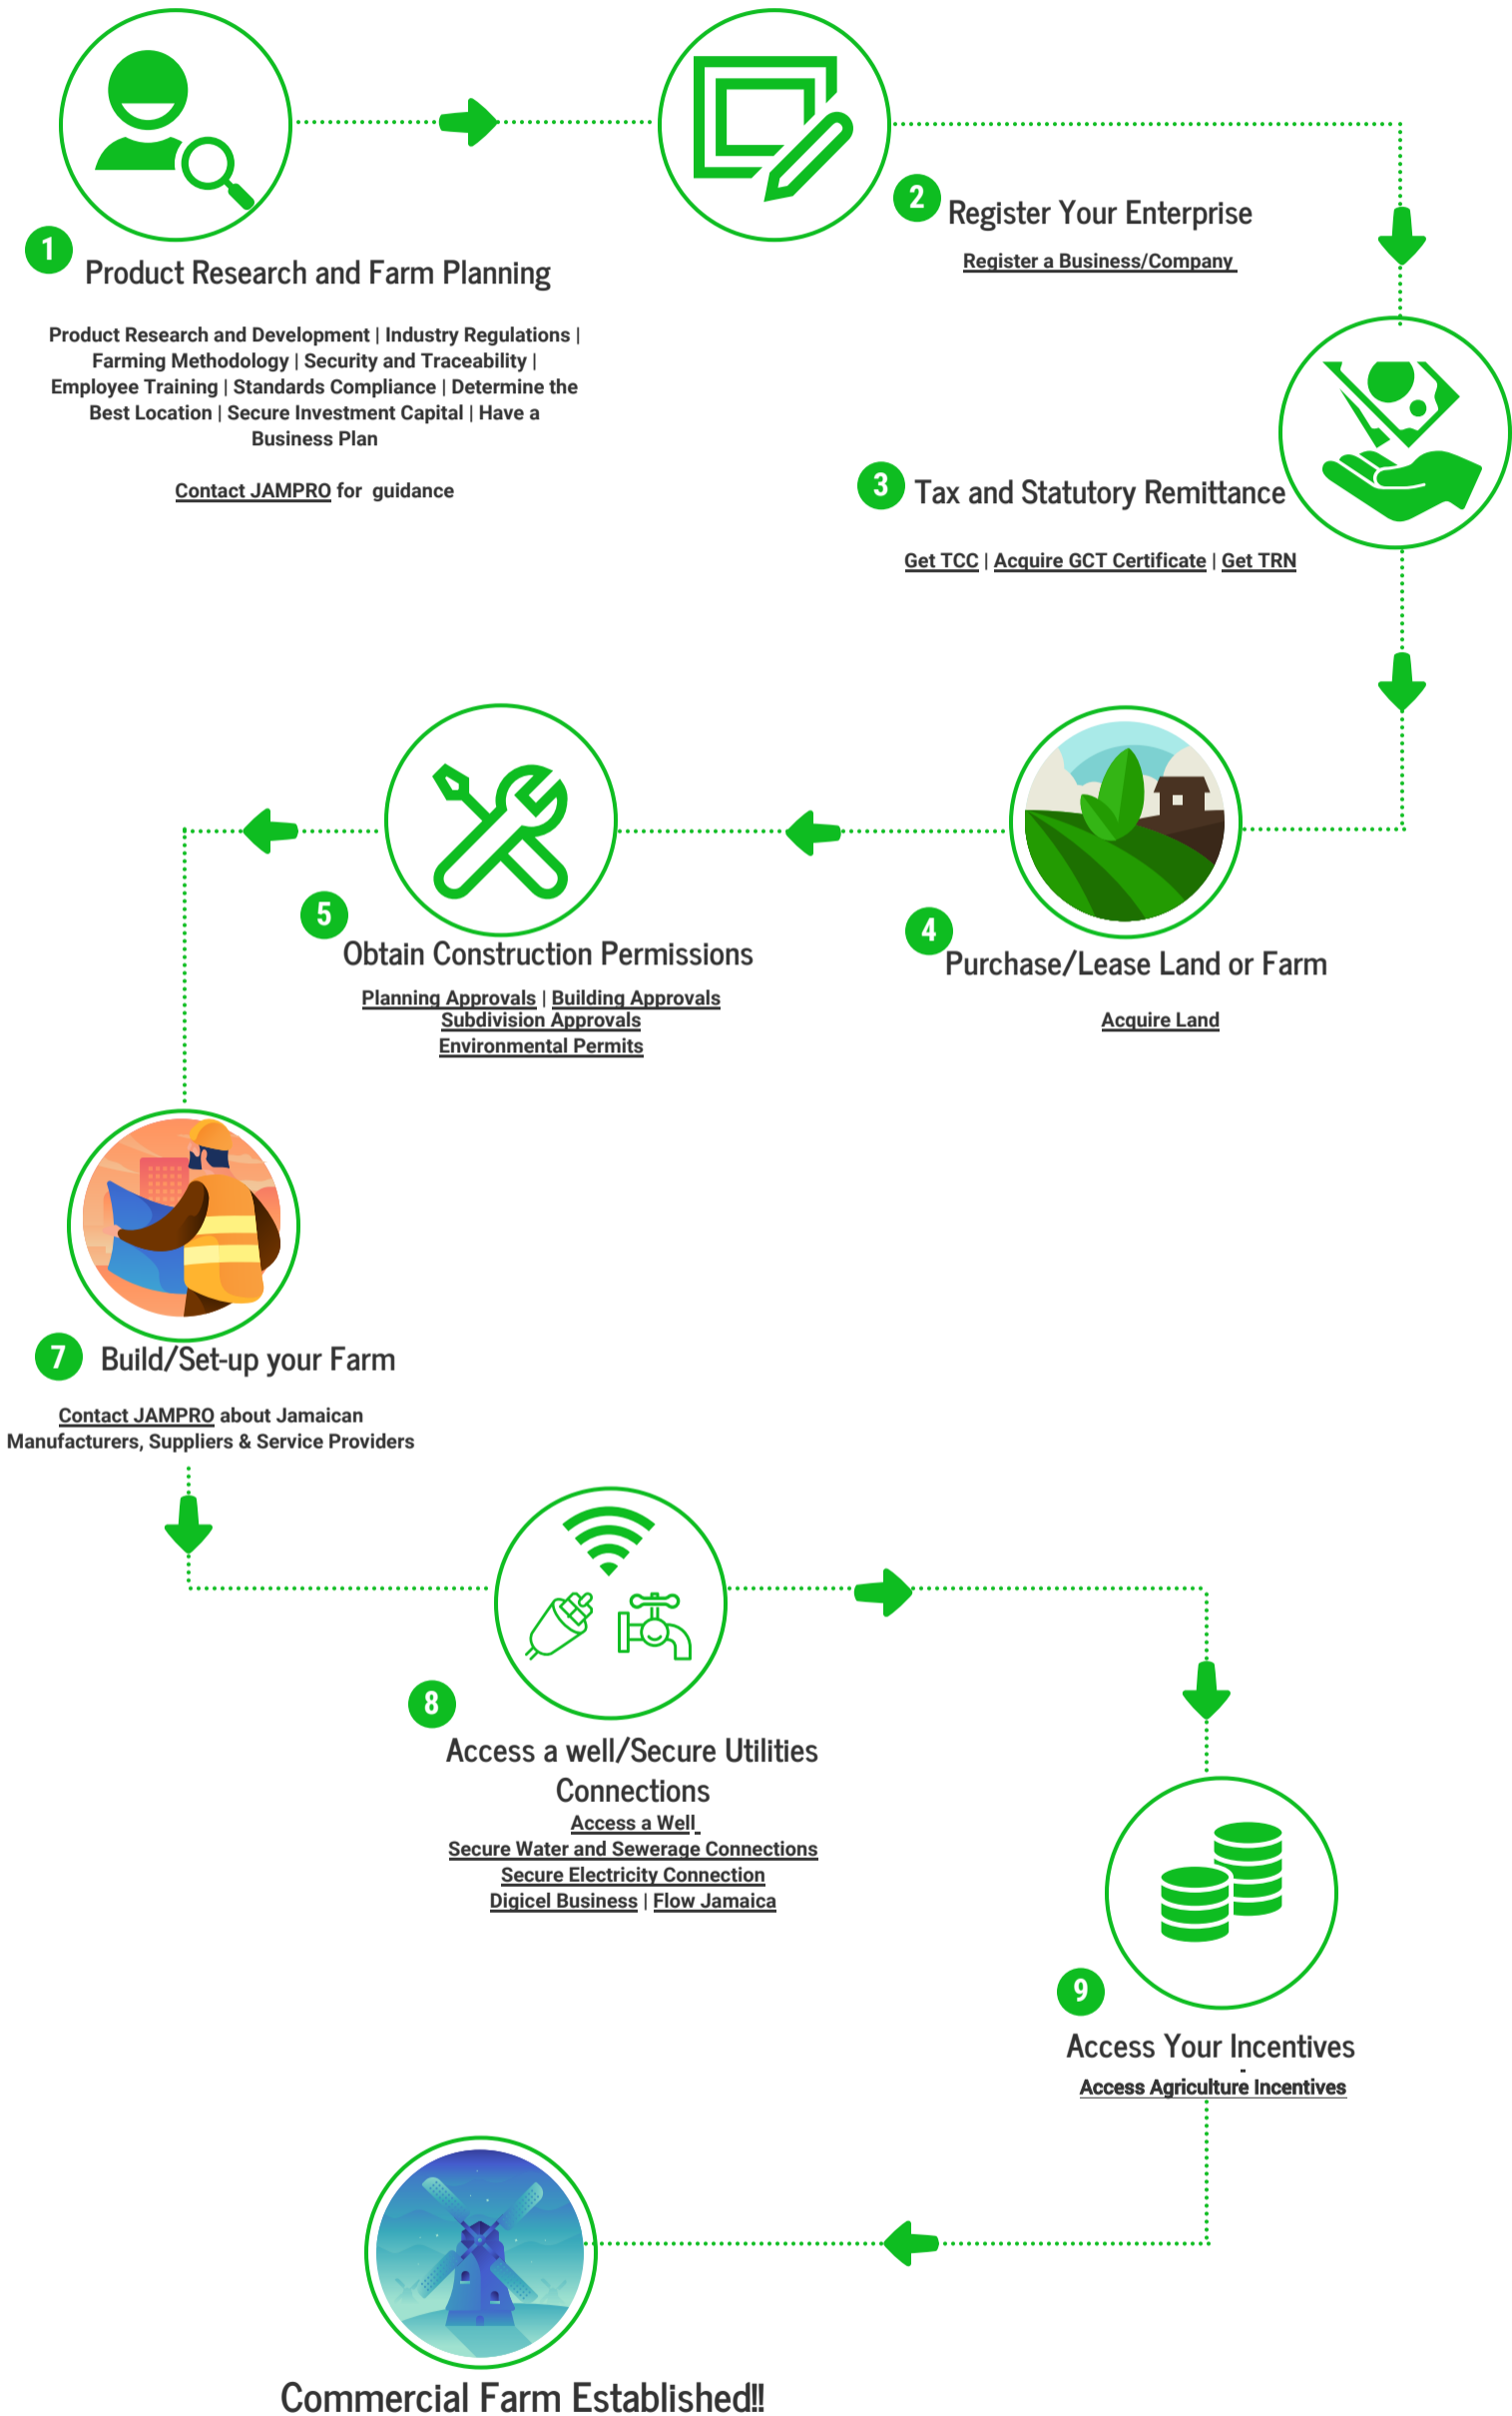 1
Product Research and Farm Planning
Product Research and Development | Industry Regulations |
Farming Methodology | Security and Traceability |
Employee Training | Standards Compliance | Determine the
Best Location | Secure Investment Capital | Have a
Business Plan
Contact JAMPRO for guidance
2
Register Your Enterprise
Register a Business/Company
3
Tax and Statutory Remittance
Get TCC | Acquire GCT Certificate | Get TRN
4
Purchase/Lease Land or Farm
Acquire Land
5
Obtain Construction Permissions
Planning Approvals | Building Approvals
Subdivision Approvals
Environmental Permits
7
Build/Set-up your Farm
Contact JAMPRO about Jamaican
Manufacturers, Suppliers & Service Providers
8
Access a well/Secure Utilities
Connections
Access a Well
Secure Water and Sewerage Connections
Secure Electricity Connection
Digicel Business | Flow Jamaica
9
Access Your Incentives
Access Agriculture Incentives
Commercial Farm Established!!